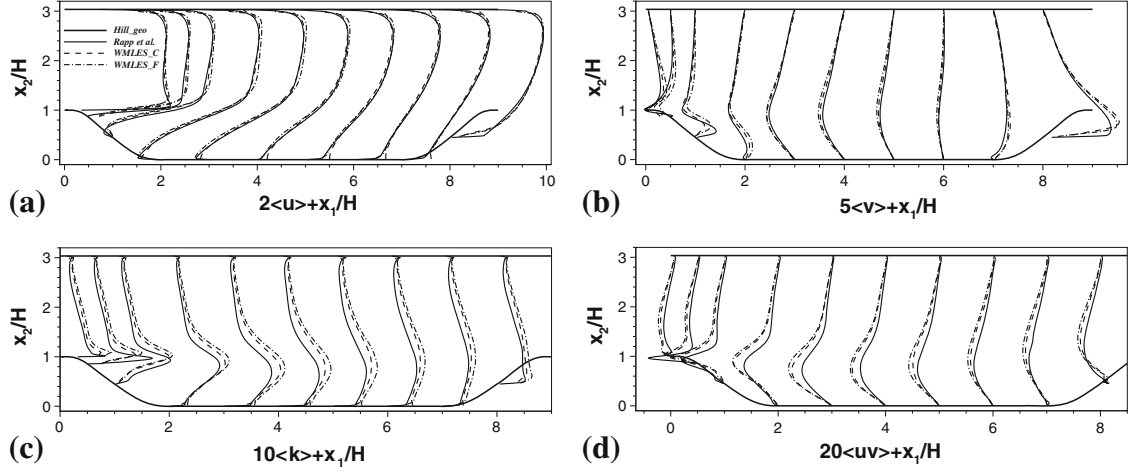 x₂/H
3
2
1
0
Hill_geo
Rapp et al.
WMLES_C
WMLES_F
0 2 4 6 8 10
(a)
2<u>+x₁/H
x₂/H
3
2
1
0
0 2 4 6 8
(b)
5<v>+x₁/H
x₂/H
3
2
1
0
0 2 4 6 8
(c)
10<k>+x₁/H
x₂/H
3
2
1
0
0 2 4 6 8
(d)
20<uv>+x₁/H